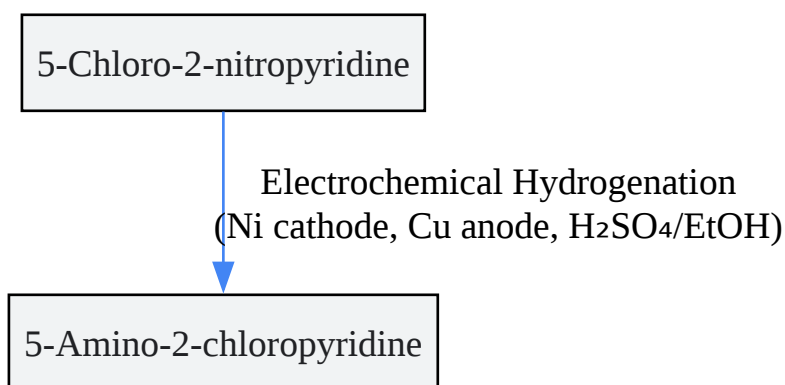 5-Chloro-2-nitropyridine
Electrochemical Hydrogenation
(Ni cathode, Cu anode, H₂SO₄/EtOH)
5-Amino-2-chloropyridine